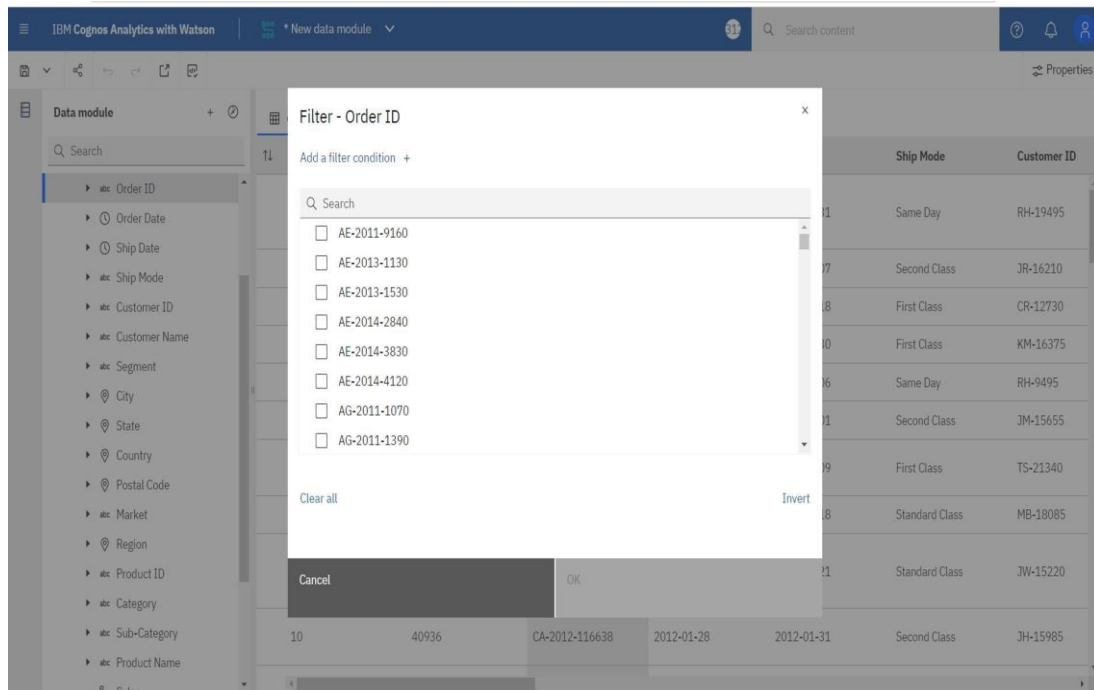 IBM Cognos Analytics with Watson
* New data module
Search content
Properties
Data module
Search
Order ID
Order Date
Ship Date
Ship Mode
Customer ID
Customer Name
Segment
City
State
Country
Postal Code
Market
Region
Product ID
Category
Sub-Category
Product Name
Filter - Order ID
x
Add a filter condition +
Search
AE-2011-9160
AE-2013-1130
AE-2013-1530
AE-2014-2840
AE-2014-3830
AE-2014-4120
AG-2011-1070
AG-2011-1390
Clear all Invert
Cancel OK
Ship Mode Customer ID
Same Day RH-19495
Second Class JR-16210
First Class CR-12730
First Class KM-16375
Same Day RH-9495
Second Class JM-15655
First Class TS-21340
Standard Class MB-18085
Standard Class JW-15220
10 40936 CA-2012-116638 2012-01-28 2012-01-31 Second Class JH-15985